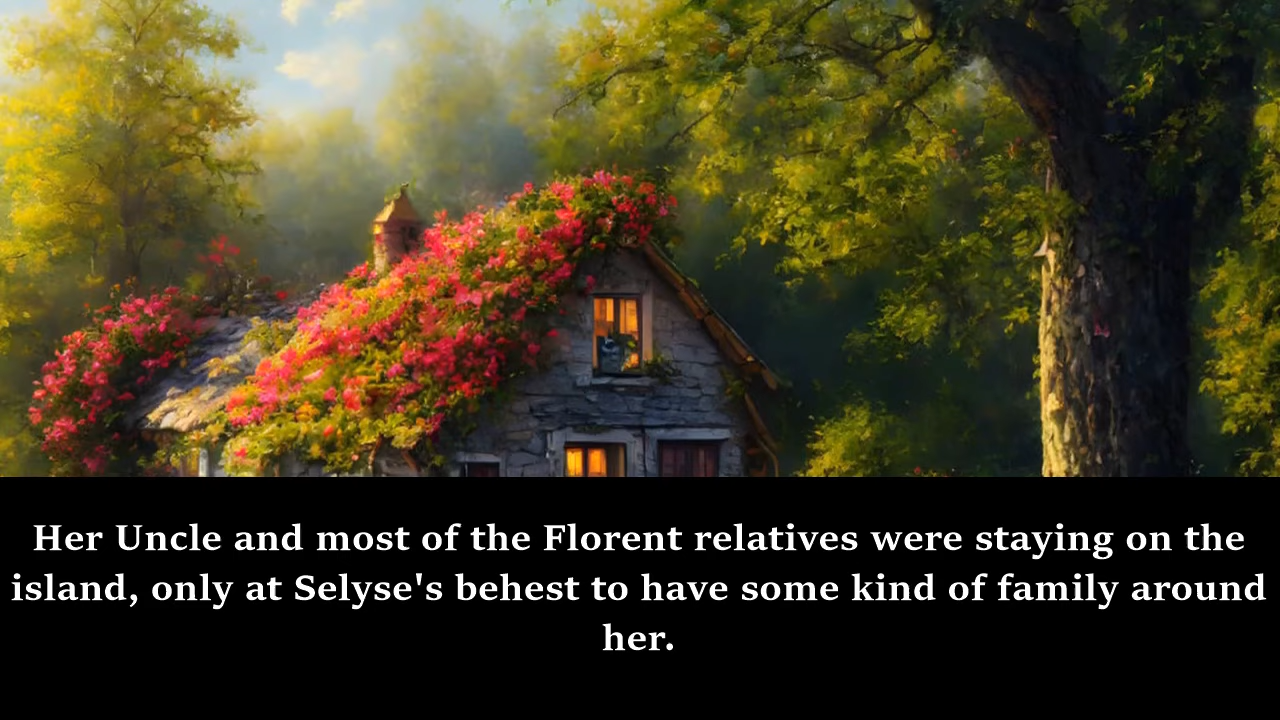 Her Uncle and most of the Florent relatives were staying on the
island, only at Selyse's behest to have some kind of family around
her.